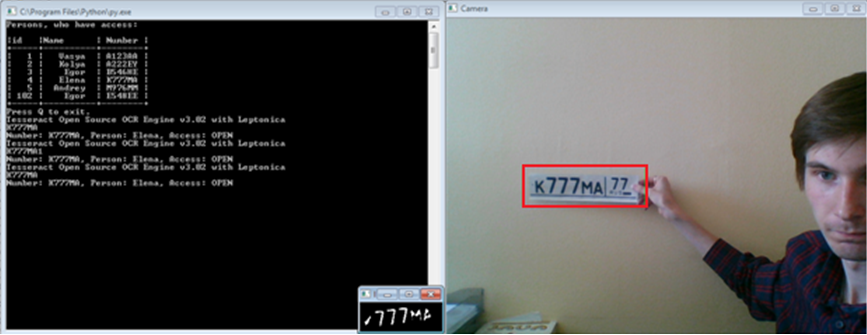 C:\Program Files\Python\py.exe
Persons, who have access:
id | Name | Number |
1 | Vasya | A123AA |
2 | Kolya | A222EY |
3 | Egor |
4 | Elena | K777MA |
5 | Andrey | M976MM |
102 | Egor | E548EE |
Press Q to exit.
Tesseract Open Source OCR Engine v3.02 with Leptonica
K777MA
Number: K777MA, Person: Elena, Access: OPEN
Tesseract Open Source OCR Engine v3.02 with Leptonica
K777MA1
Number: K777MA, Person: Elena, Access: OPEN
Tesseract Open Source OCR Engine v3.02 with Leptonica
K777MA
Number: K777MA, Person: Elena, Access: OPEN
777MA
Camera
K777MA 77